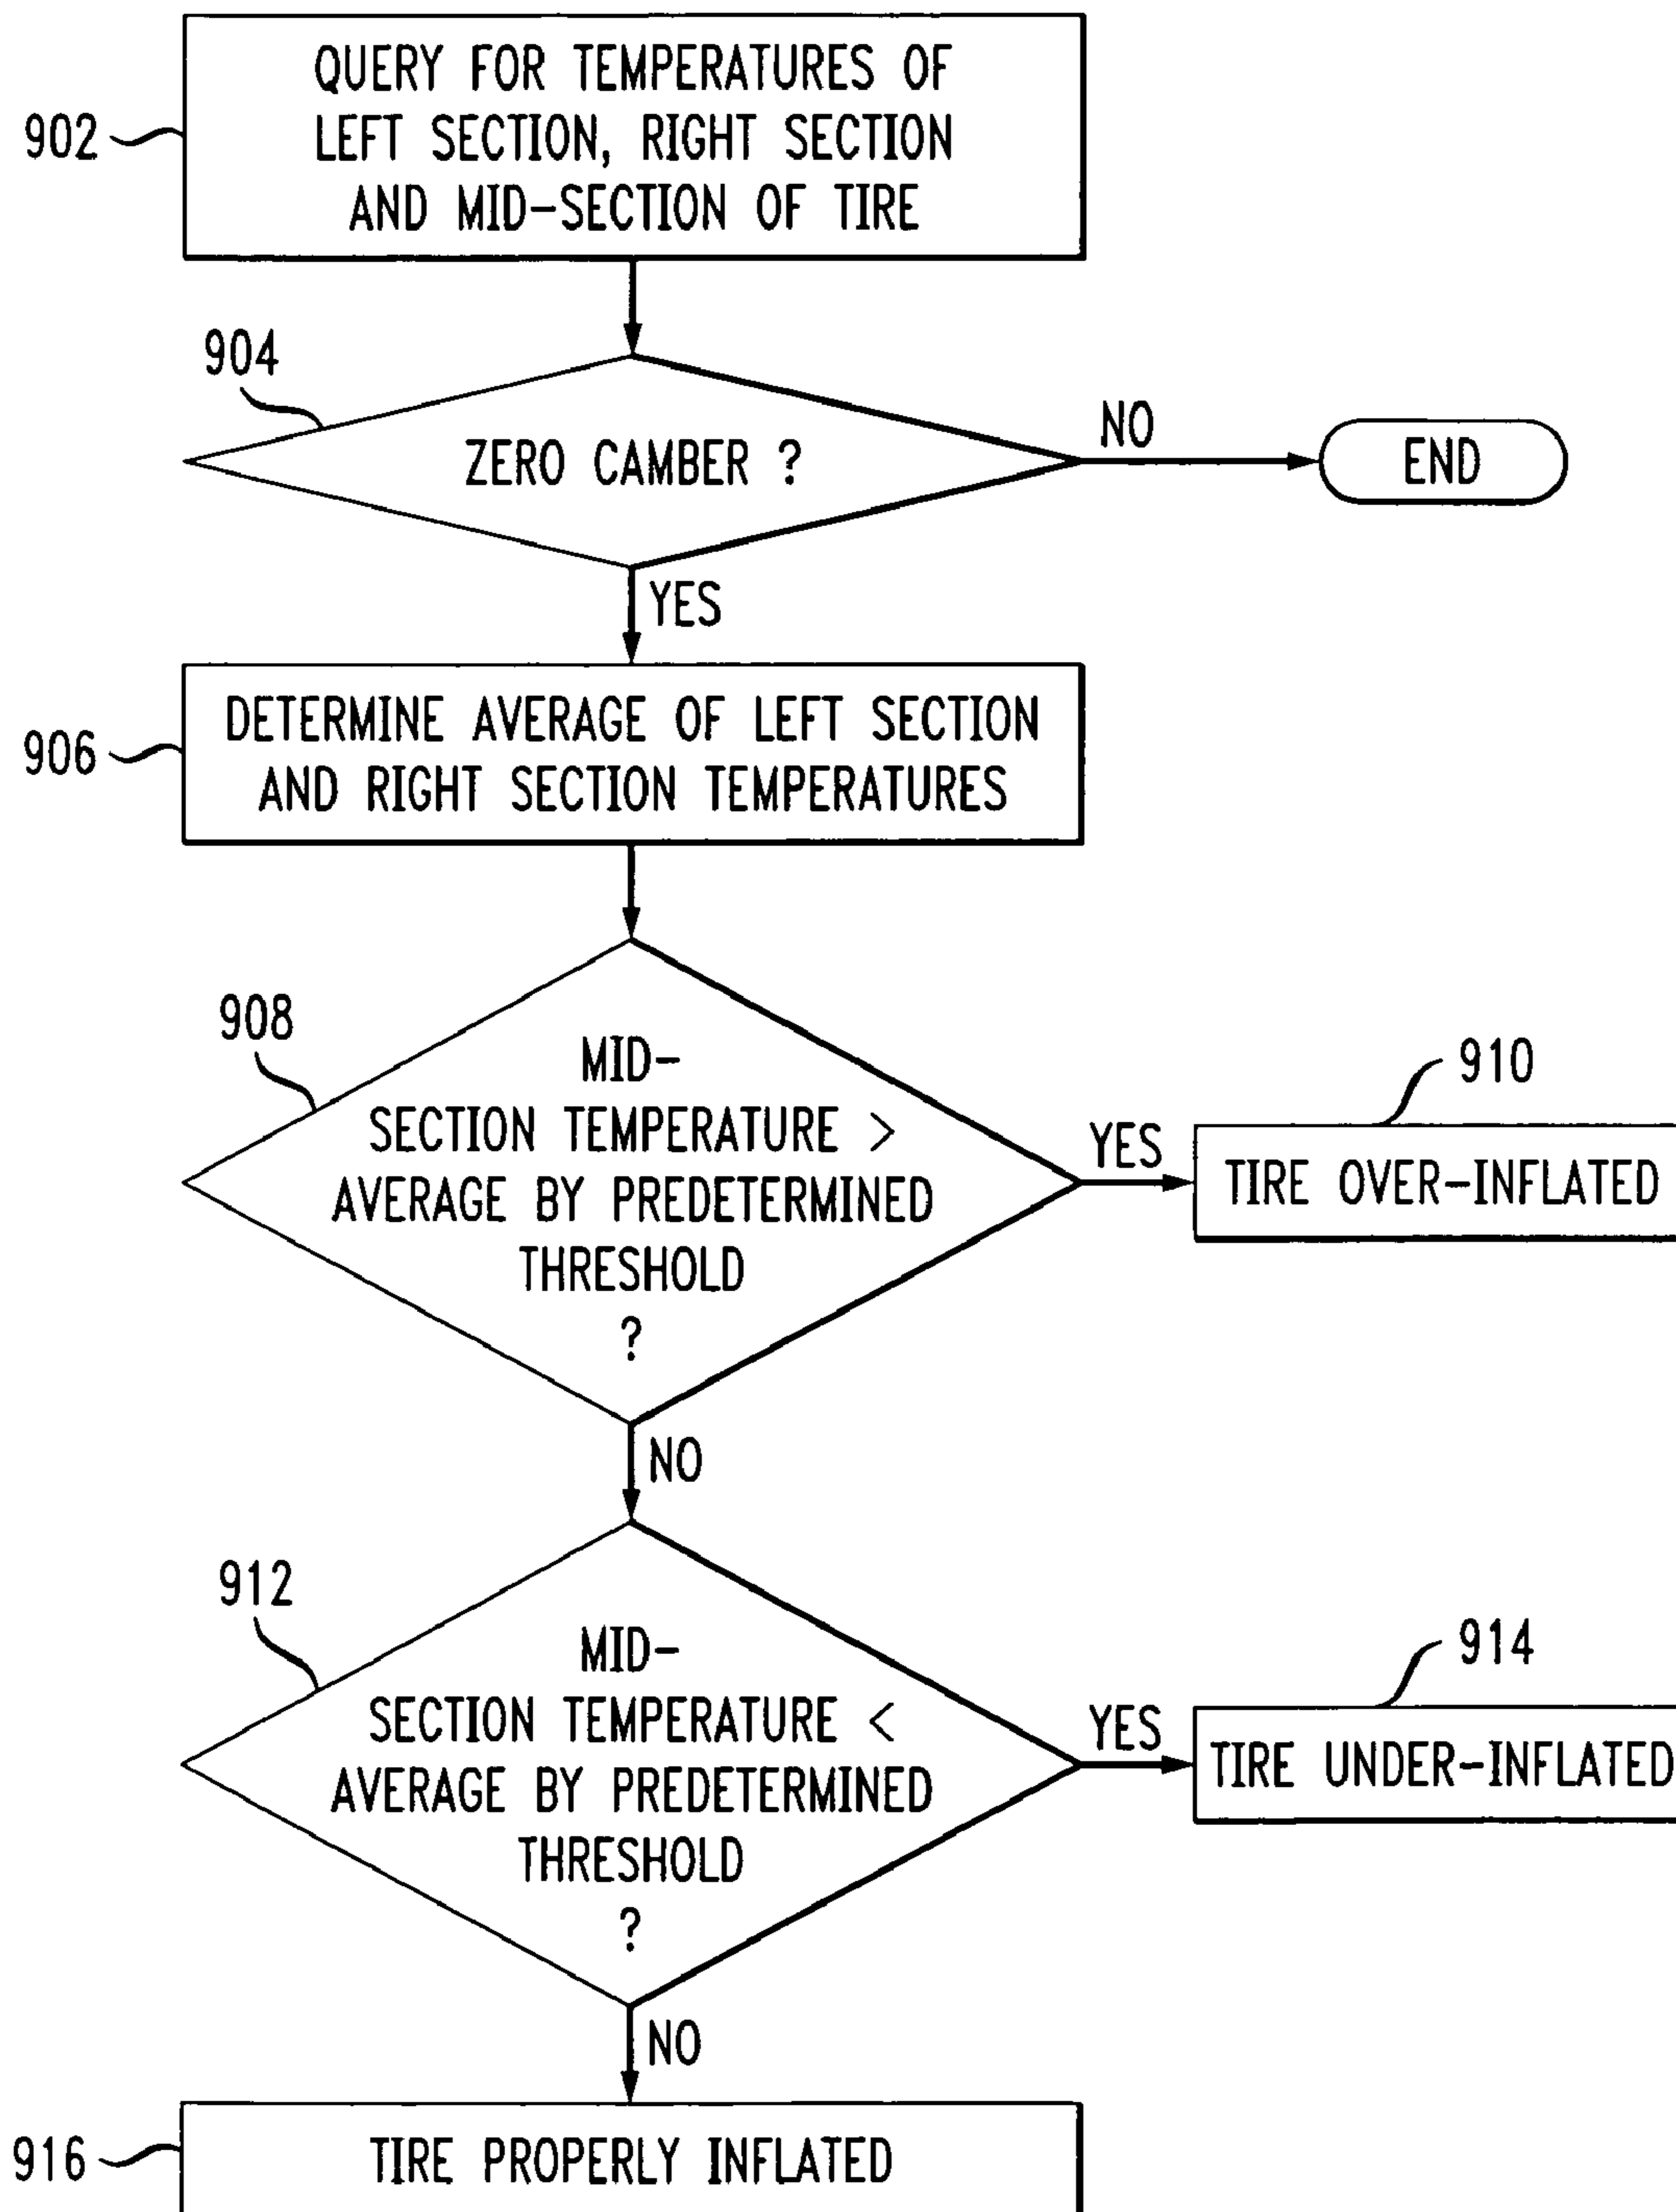 QUERY FOR TEMPERATURES OF
LEFT SECTION, RIGHT SECTION
AND MID-SECTION OF TIRE
902
904
ZERO CAMBER ?
NO
END
YES
906
DETERMINE AVERAGE OF LEFT SECTION
AND RIGHT SECTION TEMPERATURES
908
MID-
SECTION TEMPERATURE >
AVERAGE BY PREDETERMINED
THRESHOLD
?
YES
910
TIRE OVER-INFLATED
NO
912
MID-
SECTION TEMPERATURE <
AVERAGE BY PREDETERMINED
THRESHOLD
?
YES
914
TIRE UNDER-INFLATED
NO
916
TIRE PROPERLY INFLATED